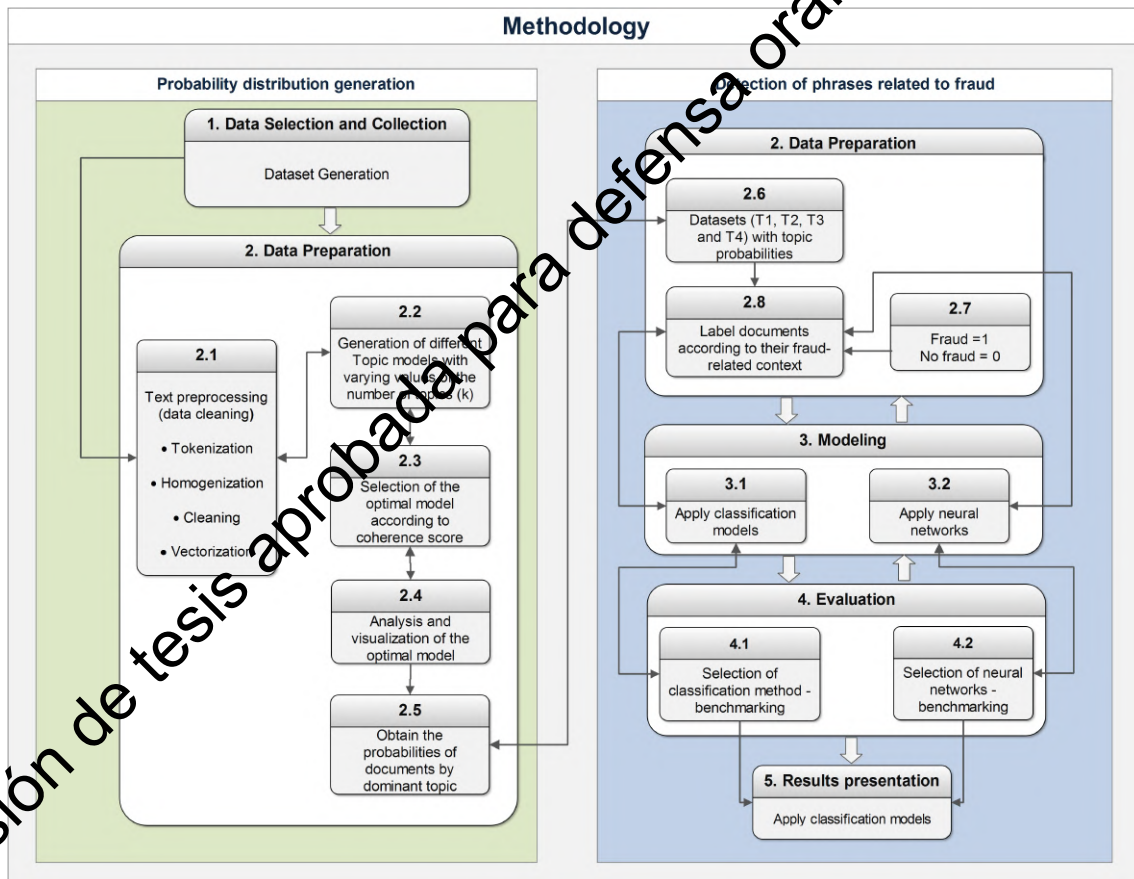 Methodology
Probability distribution generation
1. Data Selection and Collection
Dataset Generation
2. Data Preparation
2.1
Text preprocessing
(data cleaning)
• Tokenization
• Homogenization
• Cleaning
• Vectorization
2.2
Generation of different
Topic models with
varying values of the
number of topics (k)
2.3
Selection of the
optimal model
according to
coherence score
2.4
Analysis and
visualization of the
optimal model
2.5
Obtain the
probabilities of
documents by
dominant topic
Detection of phrases related to fraud
2. Data Preparation
2.6
Datasets (T1, T2, T3
and T4) with topic
probabilities
2.8
Label documents
according to their fraud-
related context
2.7
Fraud =1
No fraud = 0
3. Modeling
3.1
Apply classification
models
3.2
Apply neural
networks
4. Evaluation
4.1
Selection of
classification method -
benchmarking
4.2
Selection of neural
networks -
benchmarking
5. Results presentation
Apply classification models
de tesis aprobada para defensa